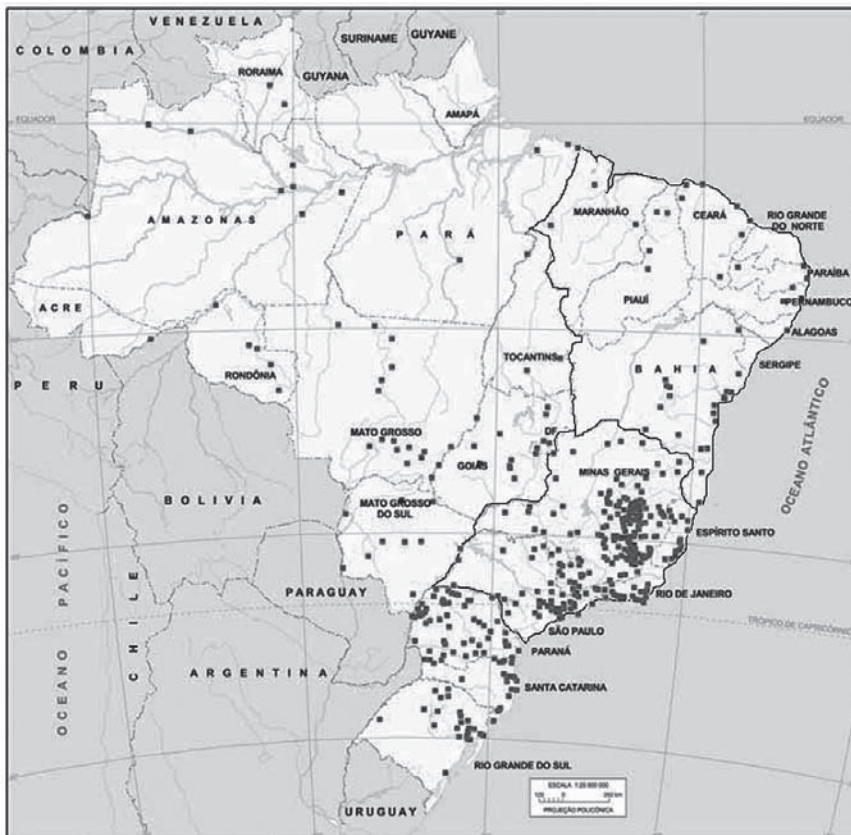 VENEZUELA
SURINAME
GUYANE
COLOMBIA
RORAIMA
GUYANA
AMAPÁ
EQUADOR
EQUADOR
AMAZONAS
PARÁ
MARANHÃO
CEARÁ
RIO GRANDE
DO NORTE
PARAÍBA
PERNAMBUCO
PIAUÍ
ACRE
ALAGOAS
TOCANTINS
SERGIPE
BAHIA
RONDÔNIA
PERU
MATO GROSSO
DF
GOIÁS
MINAS GERAIS
OCEANO ATLÂNTICO
BOLIVIA
MATO GROSSO
DO SUL
ESPÍRITO SANTO
OCEANO PACÍFICO
CHILE
PARAGUAY
RIO DE JANEIRO
TRÓPICO DE CAPRICÓRNIO
SÃO PAULO
PARANÁ
ARGENTINA
SANTA CATARINA
RIO GRANDE DO SUL
URUGUAY
PROJEÇÃO POLICÔNICA